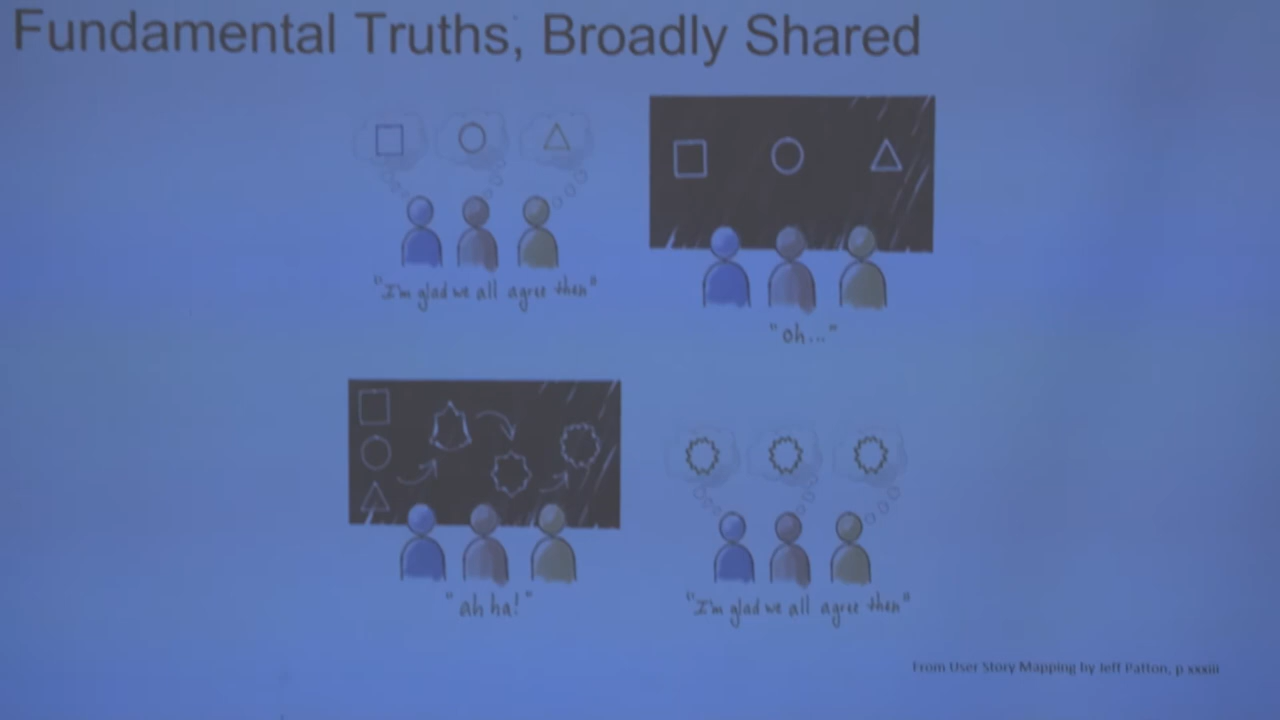 Fundamental Truths, Broadly Shared
"I'm glad we all agree then"
"oh..."
"ah ha!"
"I'm glad we all agree then"
From User Story Mapping by Jeff Patton, p xxxiii